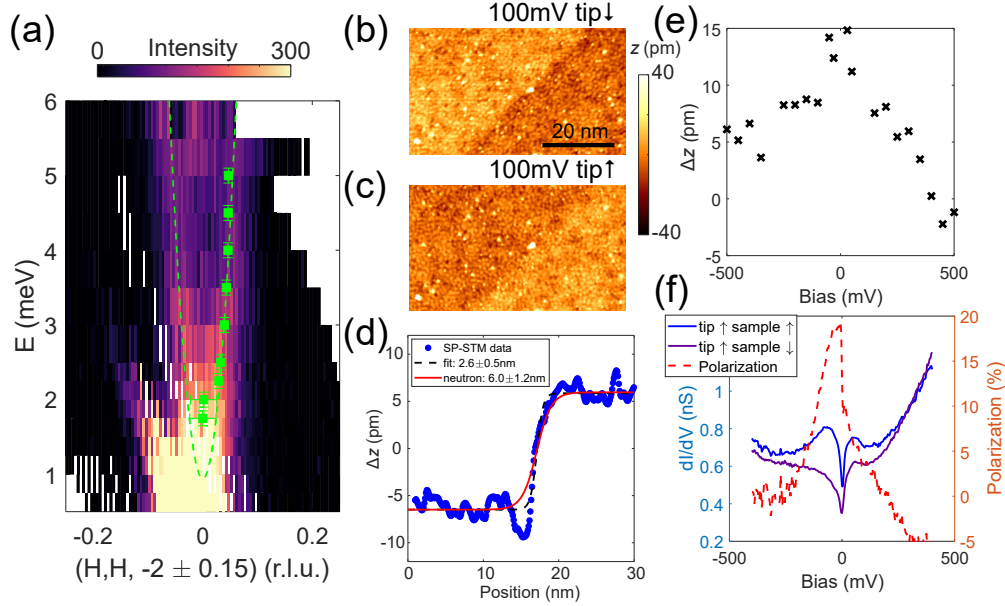 (a)
Intensity
0 300
E (meV)
6
5
4
3
2
1
-0.2 0 0.2
(H,H, -2 ± 0.15) (r.l.u.)
(b)
100mV tip↓
20 nm
z (pm)
40
-40
(c)
100mV tip↑
(d)
SP-STM data
fit: 2.6±0.5nm
neutron: 6.0±1.2nm
Δz (pm)
10
5
0
-5
-10
0 10 20 30
Position (nm)
(e)
Δz (pm)
15
10
5
0
-5
-500 0 500
Bias (mV)
(f)
tip ↑ sample ↑
tip ↑ sample ↓
Polarization
dI/dV (nS)
1
0.8
0.6
0.4
0.2
Polarization (%)
20
15
10
5
0
-5
-500 0 500
Bias (mV)